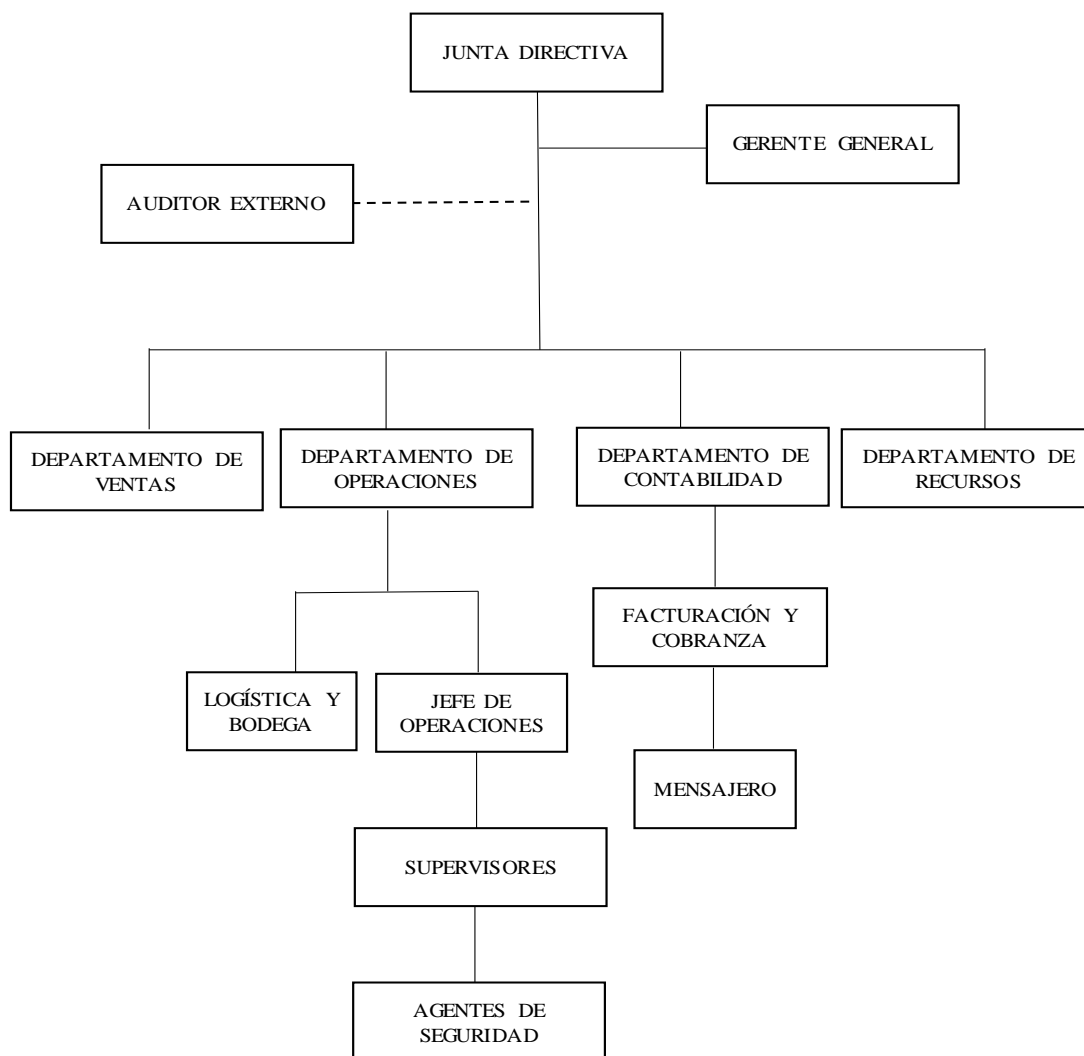 JUNTA DIRECTIVA
GERENTE GENERAL
AUDITOR EXTERNO
DEPARTAMENTO DE
VENTAS
DEPARTAMENTO DE
OPERACIONES
DEPARTAMENTO DE
CONTABILIDAD
DEPARTAMENTO DE
RECURSOS
FACTURACIÓN Y
COBRANZA
LOGÍSTICA Y
BODEGA
JEFE DE
OPERACIONES
MENSAJERO
SUPERVISORES
AGENTES DE
SEGURIDAD